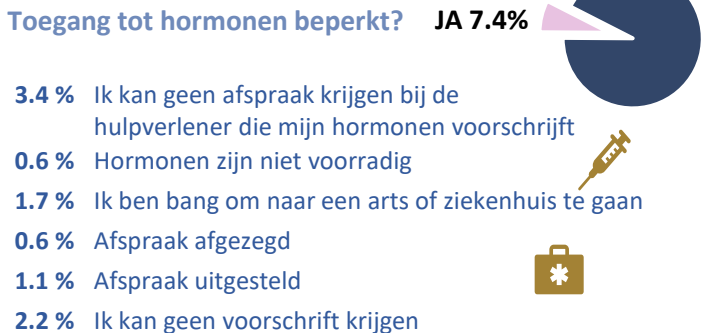 Toegang tot hormonen beperkt? JA 7.4%
3.4 % Ik kan geen afspraak krijgen bij de
hulpverlener die mijn hormonen voorschrijft
0.6 % Hormonen zijn niet voorradig
1.7 % Ik ben bang om naar een arts of ziekenhuis te gaan
0.6 % Afspraak afgezegd
1.1 % Afspraak uitgesteld
2.2 % Ik kan geen voorschrift krijgen